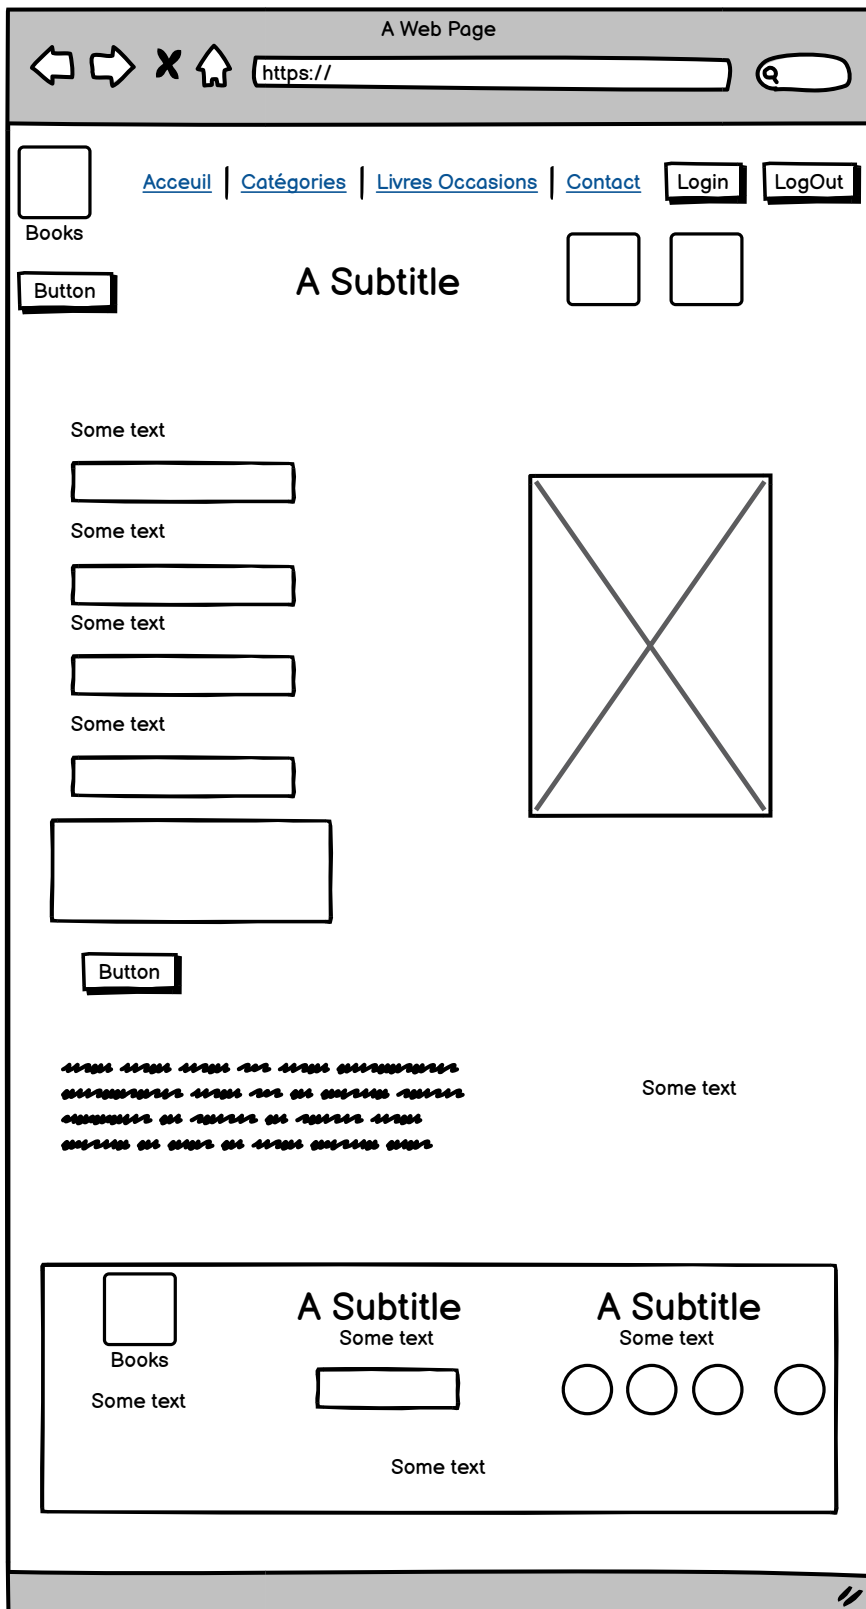 A Web Page
https://
Acceuil Catégories Livres Occasions Contact Login LogOut
Books
Button
A Subtitle
Some text
Some text
Some text
Some text
Button
Some text
Books
Some text
A Subtitle
Some text
A Subtitle
Some text
Some text